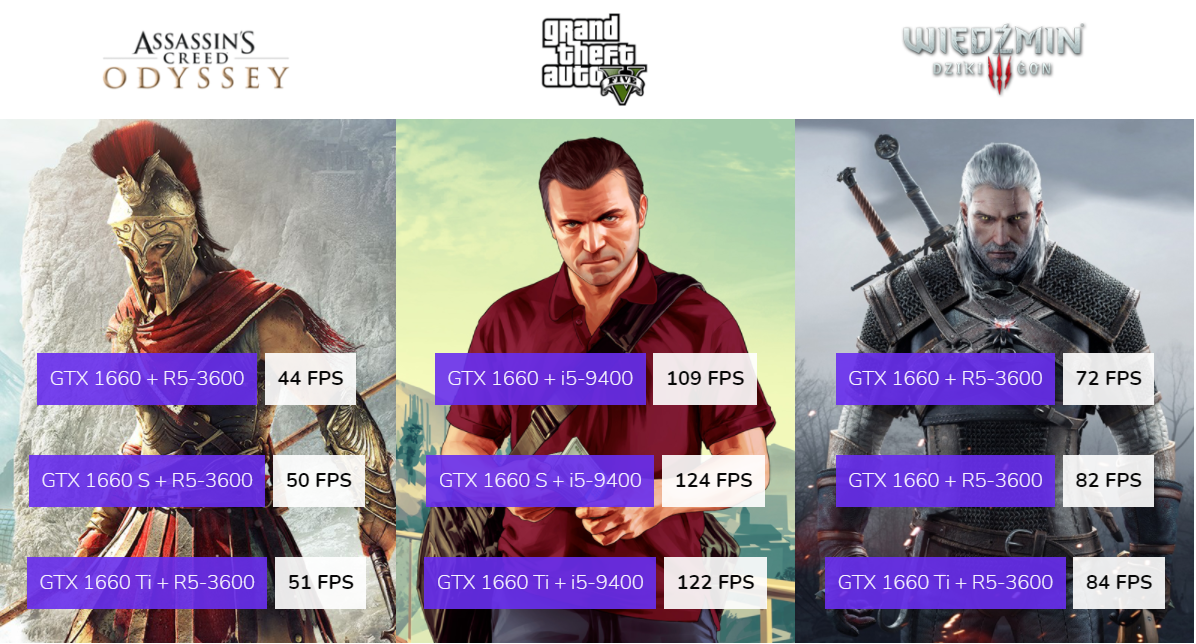 ASSASSIN'S
CREED
ODYSSEY
grand
theft
auto V
FIVE
WIEDŹMIN
DZIKI III GON
GTX 1660 + R5-3600 44 FPS
GTX 1660 + i5-9400 109 FPS
GTX 1660 + R5-3600 72 FPS
GTX 1660 S + R5-3600 50 FPS
GTX 1660 S + i5-9400 124 FPS
GTX 1660 + R5-3600 82 FPS
GTX 1660 Ti + R5-3600 51 FPS
GTX 1660 Ti + i5-9400 122 FPS
GTX 1660 Ti + R5-3600 84 FPS